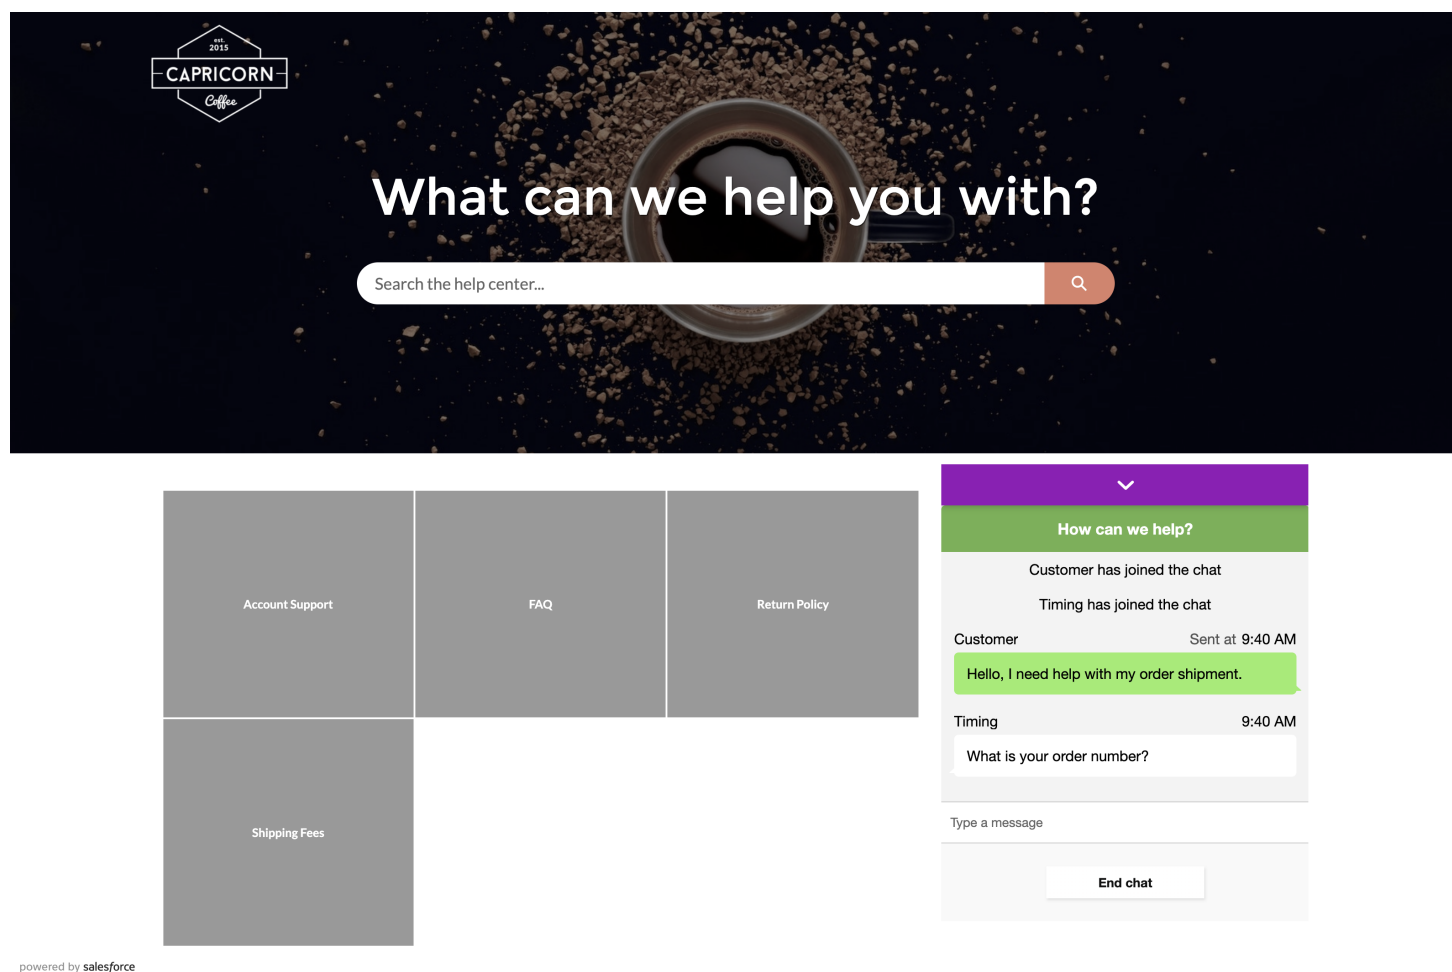 est.
2015
CAPRICORN
Coffee
What can we help you with?
Search the help center...
Account Support
FAQ
Return Policy
Shipping Fees
How can we help?
Customer has joined the chat
Timing has joined the chat
Customer Sent at 9:40 AM
Hello, I need help with my order shipment.
Timing 9:40 AM
What is your order number?
Type a message
End chat
powered by salesforce